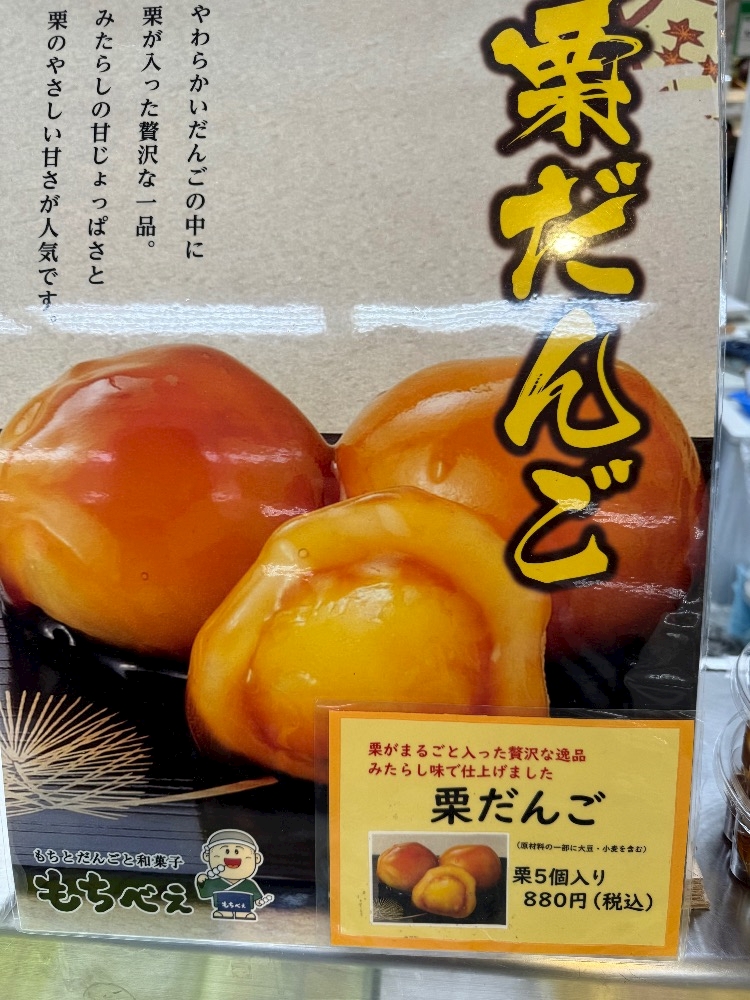 栗だんご
やわらかいだんごの中に
栗が入った贅沢な一品。
みたらしの甘じょっぱさと
栗のやさしい甘さが人気です。
栗がまるごと入った贅沢な逸品
みたらし味で仕上げました
栗だんご
(原材料の一部に大豆・小麦を含む)
栗5個入り
880円(税込)
もちとだんごと和菓子
もちべぇ
もちべぇ